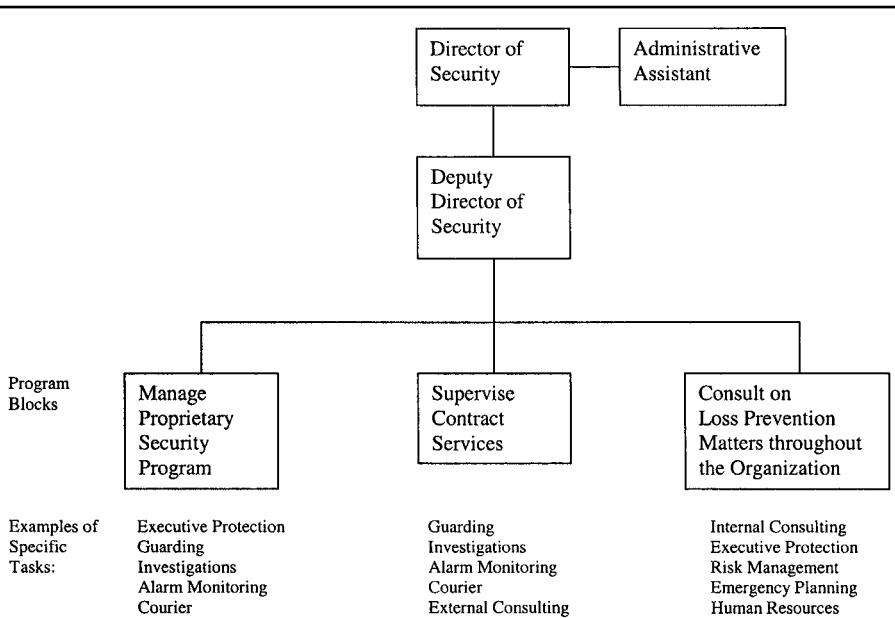 Director of
Security
Administrative
Assistant
Deputy
Director of
Security
Program
Blocks
Manage
Proprietary
Security
Program
Supervise
Contract
Services
Consult on
Loss Prevention
Matters throughout
the Organization
Examples of
Specific
Tasks:
Executive Protection
Guarding
Investigations
Alarm Monitoring
Courier
Guarding
Investigations
Alarm Monitoring
Courier
External Consulting
Internal Consulting
Executive Protection
Risk Management
Emergency Planning
Human Resources